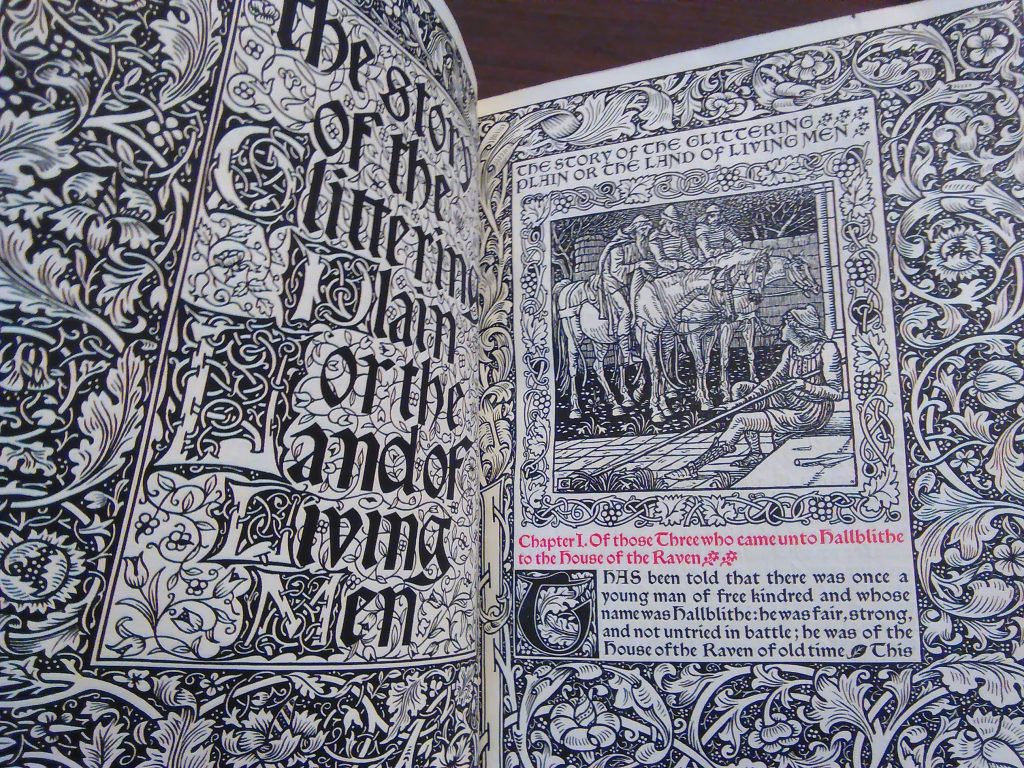 The story
of the
Glittering
Plain
or the
Land of
Living
Men
THE STORY OF THE GLITTERING
PLAIN OR THE LAND OF LIVING MEN
Chapter I. Of those Three who came unto Hallblithe
to the House of the Raven
IT HAS been told that there was once a
young man of free kindred and whose
name was Hallblithe: he was fair, strong,
and not untried in battle; he was of the
House of the Raven of old time. This